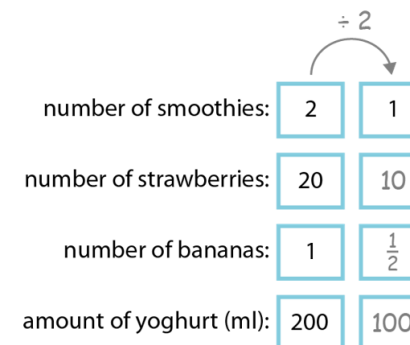 ÷ 2
number of smoothies: 2 1
number of strawberries: 20 10
number of bananas: 1 1/2
amount of yoghurt (ml): 200 100